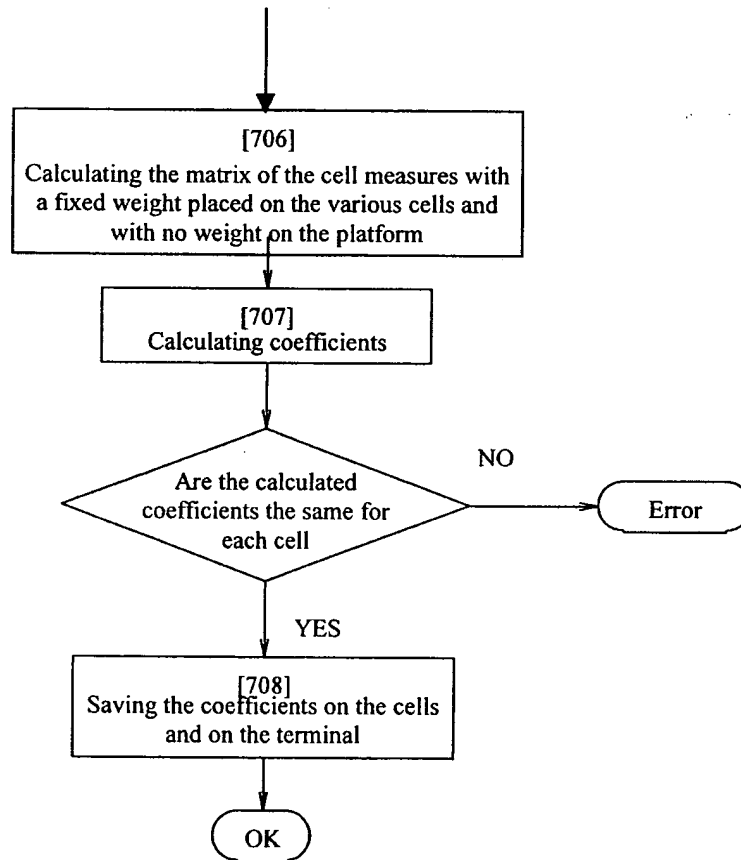 [706]
Calculating the matrix of the cell measures with
a fixed weight placed on the various cells and
with no weight on the platform
[707]
Calculating coefficients
Are the calculated
coefficients the same for
each cell
NO
Error
YES
[708]
Saving the coefficients on the cells
and on the terminal
OK